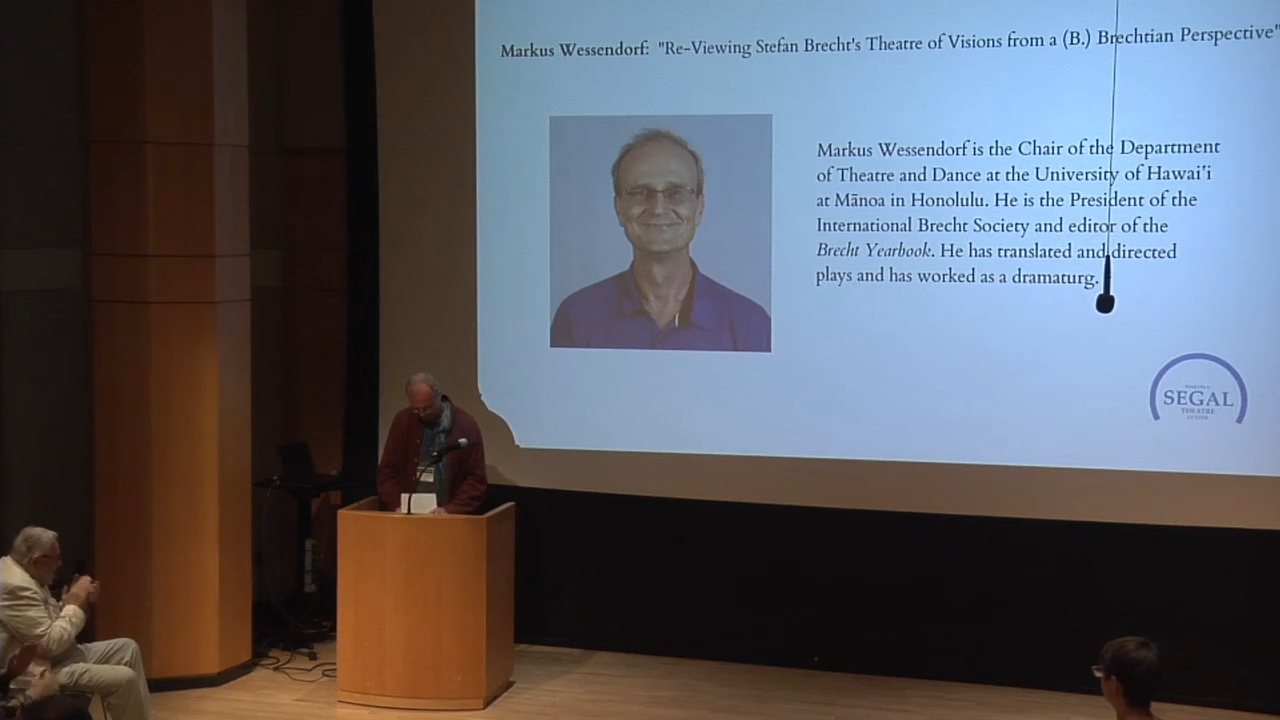 Markus Wessendorf: "Re-Viewing Stefan Brecht's Theatre of Visions from a (B.) Brechtian Perspective"
Markus Wessendorf is the Chair of the Department
of Theatre and Dance at the University of Hawai'i
at Mānoa in Honolulu. He is the President of the
International Brecht Society and editor of the
Brecht Yearbook. He has translated and directed
plays and has worked as a dramaturg.
MARTIN E.
SEGAL
THEATRE
CENTER